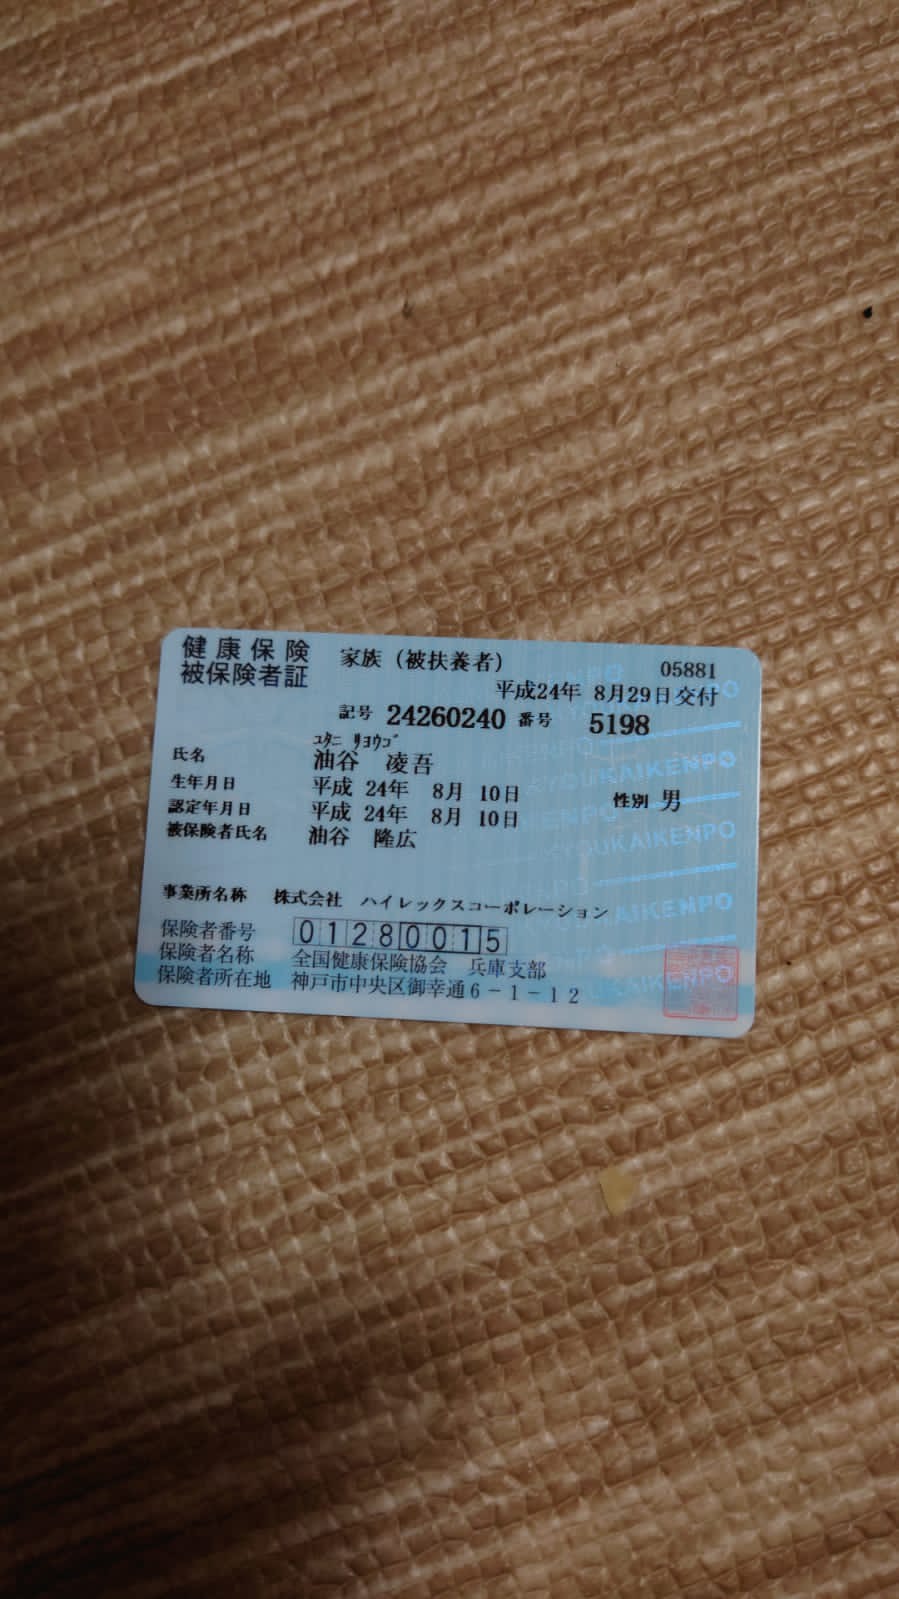 健康保険 家族（被扶養者） 05881
被保険者証 平成24年 8月29日交付
記号 24260240 番号 5198
ﾕﾀﾆ ﾘﾖｳｺﾞ
氏名 油谷 凌吾
生年月日 平成 24年 8月 10日 性別 男
認定年月日 平成 24年 8月 10日
被保険者氏名 油谷 隆広
事業所名称 株式会社 ハイレックスコーポレーション
保険者番号 01280015
保険者名称 全国健康保険協会 兵庫支部
保険者所在地 神戸市中央区御幸通6－1－12
KYOUKAIKENPO